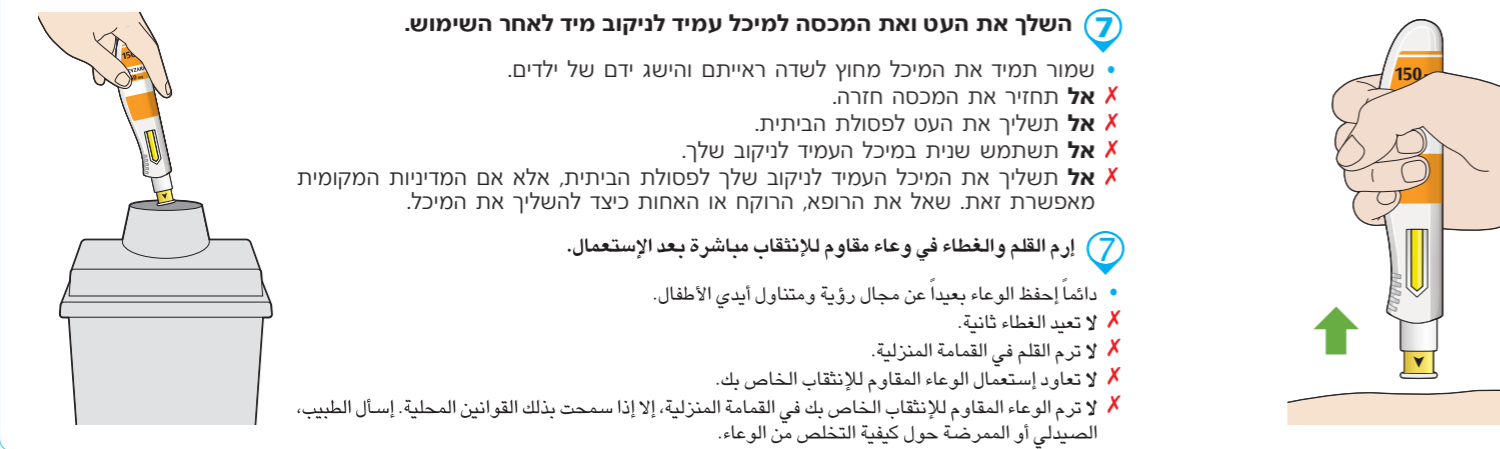 7 השלך את העט ואת המכסה למיכל עמיד לניקוב מיד לאחר השימוש.
• שמור תמיד את המיכל מחוץ לשדה ראייתם והישג ידם של ילדים.
✗ אל תחזיר את המכסה חזרה.
✗ אל תשליך את העט לפסולת הביתית.
✗ אל תשתמש שנית במיכל העמיד לניקוב שלך.
✗ אל תשליך את המיכל העמיד לניקוב שלך לפסולת הביתית, אלא אם המדיניות המקומית
מאפשרת זאת. שאל את הרופא, הרוקח או האחות כיצד להשליך את המיכל.
7 إرم القلم والغطاء في وعاء مقاوم للإنثقاب مباشرة بعد الإستعمال.
• دائماً إحفظ الوعاء بعيداً عن مجال رؤية ومتناول أيدي الأطفال.
✗ لا تعيد الغطاء ثانية.
✗ لا ترم القلم في القمامة المنزلية.
✗ لا تعاود إستعمال الوعاء المقاوم للإنثقاب الخاص بك.
✗ لا ترم الوعاء المقاوم للإنثقاب الخاص بك في القمامة المنزلية، إلا إذا سمحت بذلك القوانين المحلية. إسأل الطبيب،
الصيدلي أو الممرضة حول كيفية التخلص من الوعاء.
150